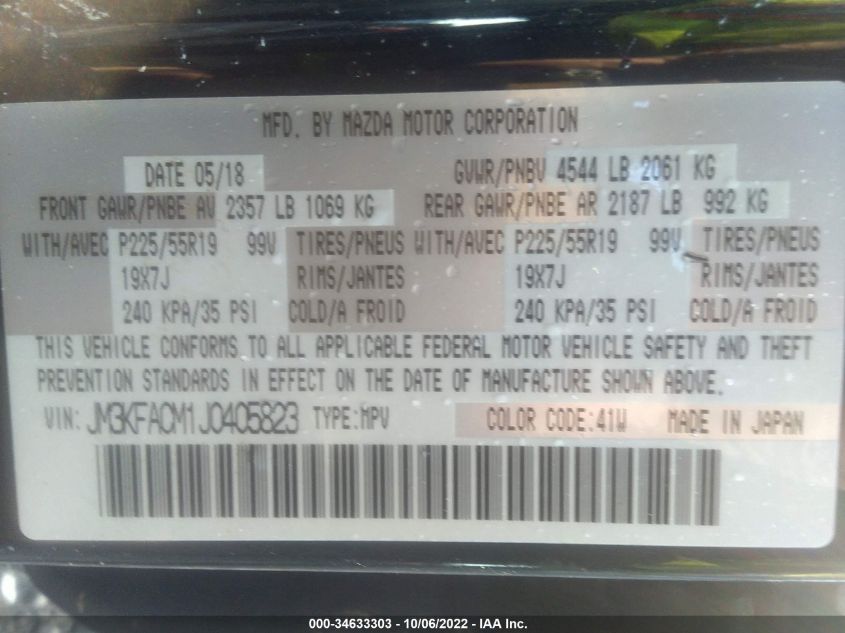 MFD. BY MAZDA MOTOR CORPORATION
DATE 05/18 GVWR/PNBV 4544 LB 2061 KG
FRONT GAWR/PNBE AV 2357 LB 1069 KG REAR GAWR/PNBE AR 2187 LB 992 KG
WITH/AVEC P225/55R19 99V TIRES/PNEUS WITH/AVEC P225/55R19 99V TIRES/PNEUS
19X7J RIMS/JANTES 19X7J RIMS/JANTES
240 KPA/35 PSI COLD/A FROID 240 KPA/35 PSI COLD/A FROID
THIS VEHICLE CONFORMS TO ALL APPLICABLE FEDERAL MOTOR VEHICLE SAFETY AND THEFT
PREVENTION STANDARDS IN EFFECT ON THE DATE OF MANUFACTURE SHOWN ABOVE.
VIN: JM3KFACM1J0405823 TYPE:MPV COLOR CODE:41W MADE IN JAPAN
000-34633303 - 10/06/2022 - IAA Inc.